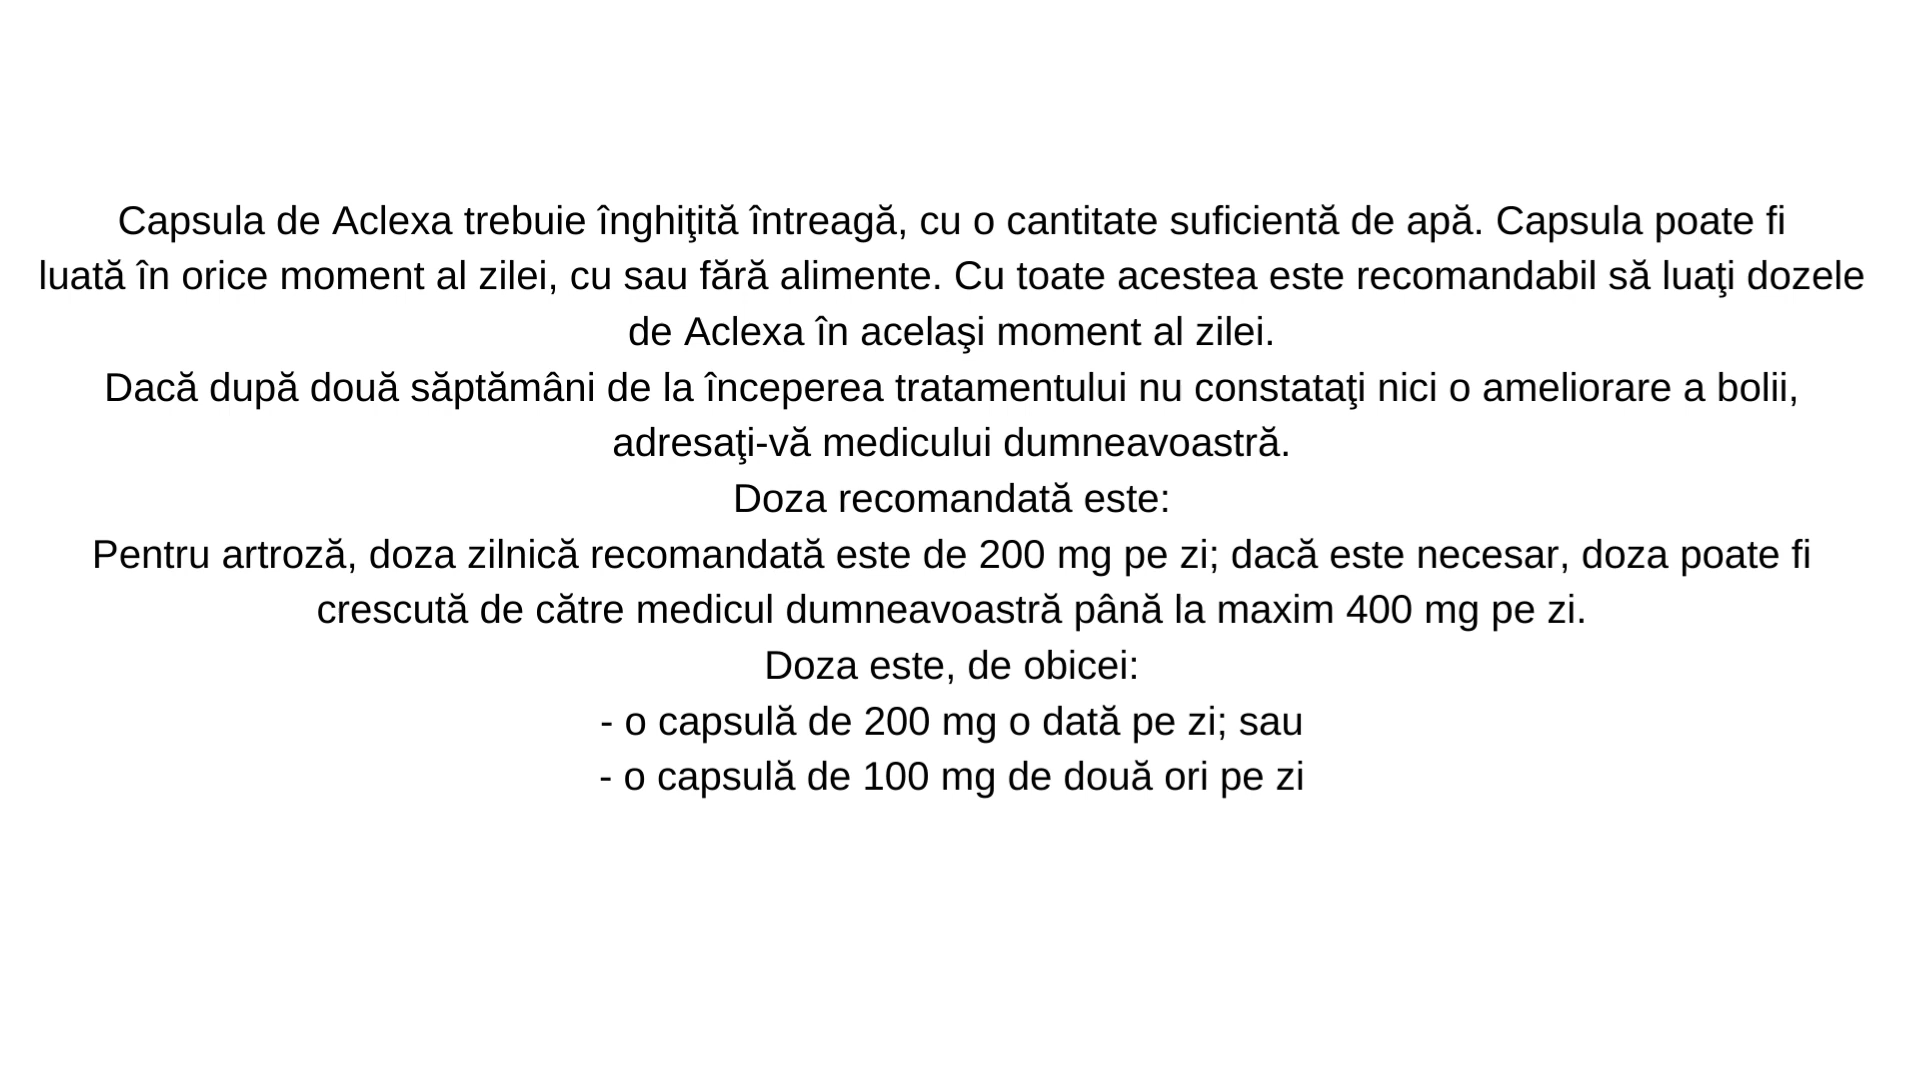 Capsula de Aclexa trebuie înghiţită întreagă, cu o cantitate suficientă de apă. Capsula poate fi
luată în orice moment al zilei, cu sau fără alimente. Cu toate acestea este recomandabil să luaţi dozele
de Aclexa în acelaşi moment al zilei.
Dacă după două săptămâni de la începerea tratamentului nu constataţi nici o ameliorare a bolii,
adresaţi-vă medicului dumneavoastră.
Doza recomandată este:
Pentru artroză, doza zilnică recomandată este de 200 mg pe zi; dacă este necesar, doza poate fi
crescută de către medicul dumneavoastră până la maxim 400 mg pe zi.
Doza este, de obicei:
- o capsulă de 200 mg o dată pe zi; sau
- o capsulă de 100 mg de două ori pe zi